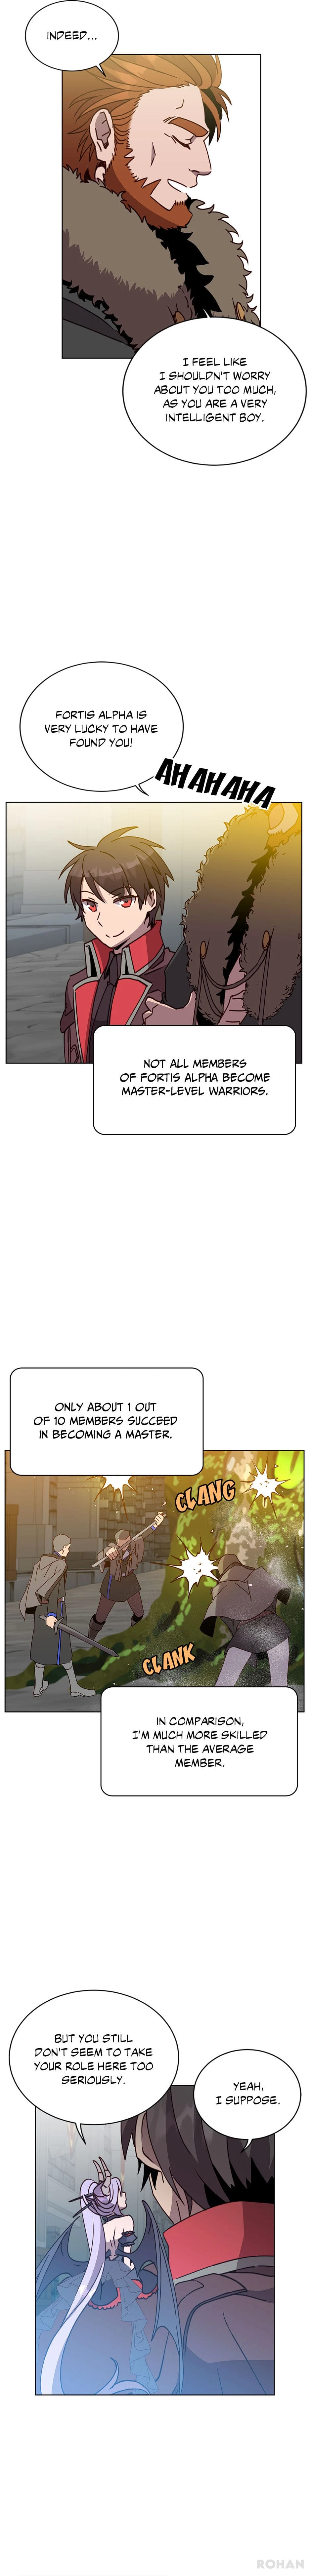 INDEED...
I FEEL LIKE
I SHOULDN'T WORRY
ABOUT YOU TOO MUCH,
AS YOU ARE A VERY
INTELLIGENT BOY.
FORTIS ALPHA IS
VERY LUCKY TO HAVE
FOUND YOU!
AHAHAHA
NOT ALL MEMBERS
OF FORTIS ALPHA BECOME
MASTER-LEVEL WARRIORS.
ONLY ABOUT 1 OUT
OF 10 MEMBERS SUCCEED
IN BECOMING A MASTER.
CLANG
CLANK
IN COMPARISON,
I'M MUCH MORE SKILLED
THAN THE AVERAGE
MEMBER.
BUT YOU STILL
DON'T SEEM TO TAKE
YOUR ROLE HERE TOO
SERIOUSLY.
YEAH,
I SUPPOSE.
ROHAN